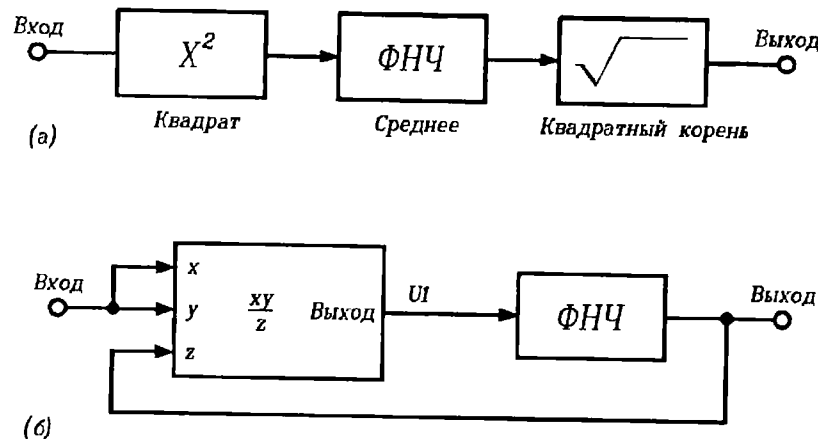 Вход
X²
ФНЧ
√
Выход
Квадрат
Среднее
Квадратный корень
(а)
Вход
x
y
z
xy/z
Выход
U1
ФНЧ
Выход
(б)